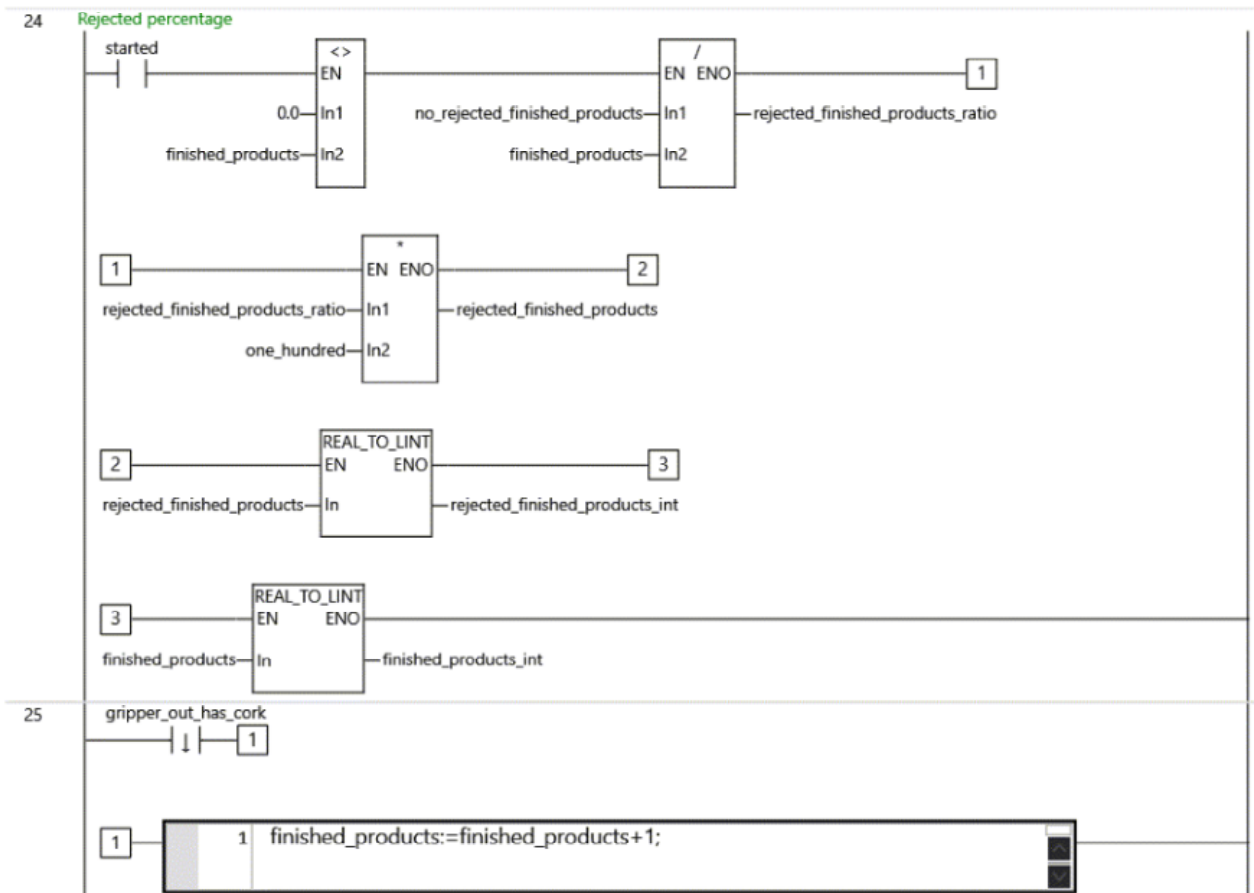 24 Rejected percentage
started
<>
EN
0.0 In1
finished_products In2
/
EN ENO
no_rejected_finished_products In1 rejected_finished_products_ratio
finished_products In2
1
1
*
EN ENO
rejected_finished_products_ratio In1 rejected_finished_products
one_hundred In2
2
2
REAL_TO_LINT
EN ENO
rejected_finished_products In rejected_finished_products_int
3
3
REAL_TO_LINT
EN ENO
finished_products In finished_products_int
25 gripper_out_has_cork
↓ 1
1
1 finished_products:=finished_products+1;